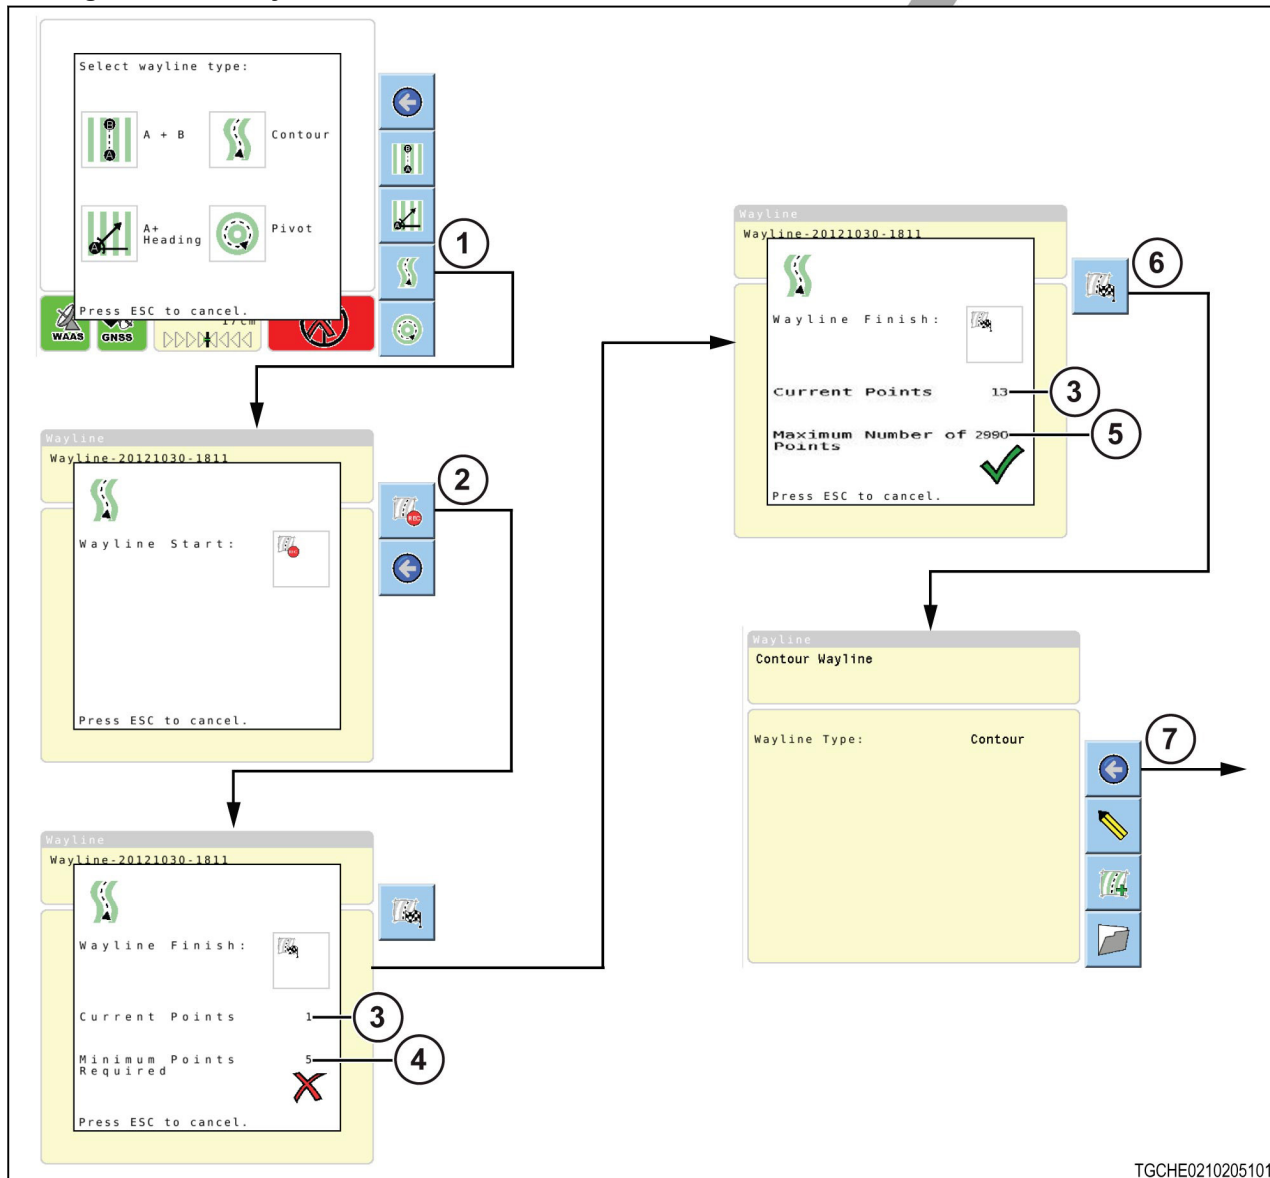 Select wayline type:
A + B
Contour
A+
Heading
Pivot
Press ESC to cancel.
WAAS
GNSS
17cm
1
Wayline
Wayline-20121030-1811
Wayline Start:
REC
REC
Press ESC to cancel.
2
Wayline
Wayline-20121030-1811
Wayline Finish:
Current Points 1
3
Minimum Points 5
Required
4
Press ESC to cancel.
Wayline
Wayline-20121030-1811
6
Wayline Finish:
Current Points 13
3
Maximum Number of 2990
Points
5
Press ESC to cancel.
Wayline
Contour Wayline
Wayline Type: Contour
7
TGCHE0210205101